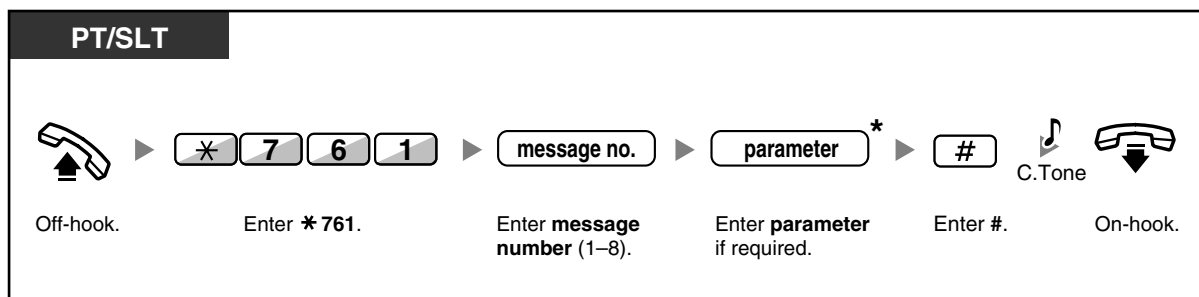 PT/SLT
* 7 6 1 message no. parameter * #
C.Tone
Off-hook. Enter * 761. Enter message number (1–8). Enter parameter if required. Enter #. On-hook.